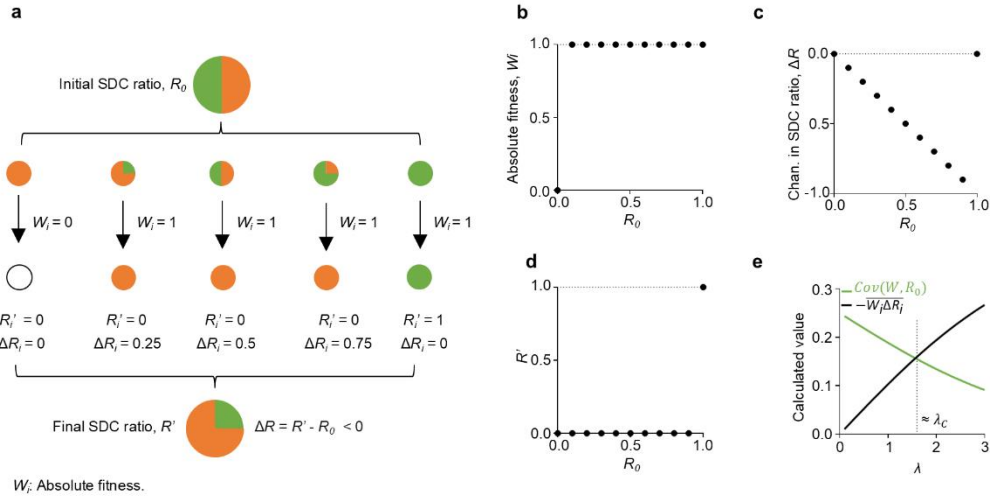 a
Initial SDC ratio, R₀
Wᵢ = 0
Wᵢ = 1
Wᵢ = 1
Wᵢ = 1
Wᵢ = 1
Rᵢ' = 0
Rᵢ' = 0
Rᵢ' = 0
Rᵢ' = 0
Rᵢ' = 1
ΔRᵢ = 0
ΔRᵢ = 0.25
ΔRᵢ = 0.5
ΔRᵢ = 0.75
ΔRᵢ = 0
Final SDC ratio, R'
ΔR = R' - R₀ < 0
Wᵢ: Absolute fitness.
b
Absolute fitness, Wi
1.0
0.5
0.0
0.0 0.5 1.0
R₀
c
Chan. in SDC ratio, ΔR
0.0
0.5
-1.0
0.0 0.5 1.0
R₀
d
R'
1.0
0.5
0.0
0.0 0.5 1.0
R₀
e
Cov(W, R₀)
−WᵢΔRᵢ
Calculated value
0.3
0.2
0.1
0.0
≈ λ_C
0 1 2 3
λ